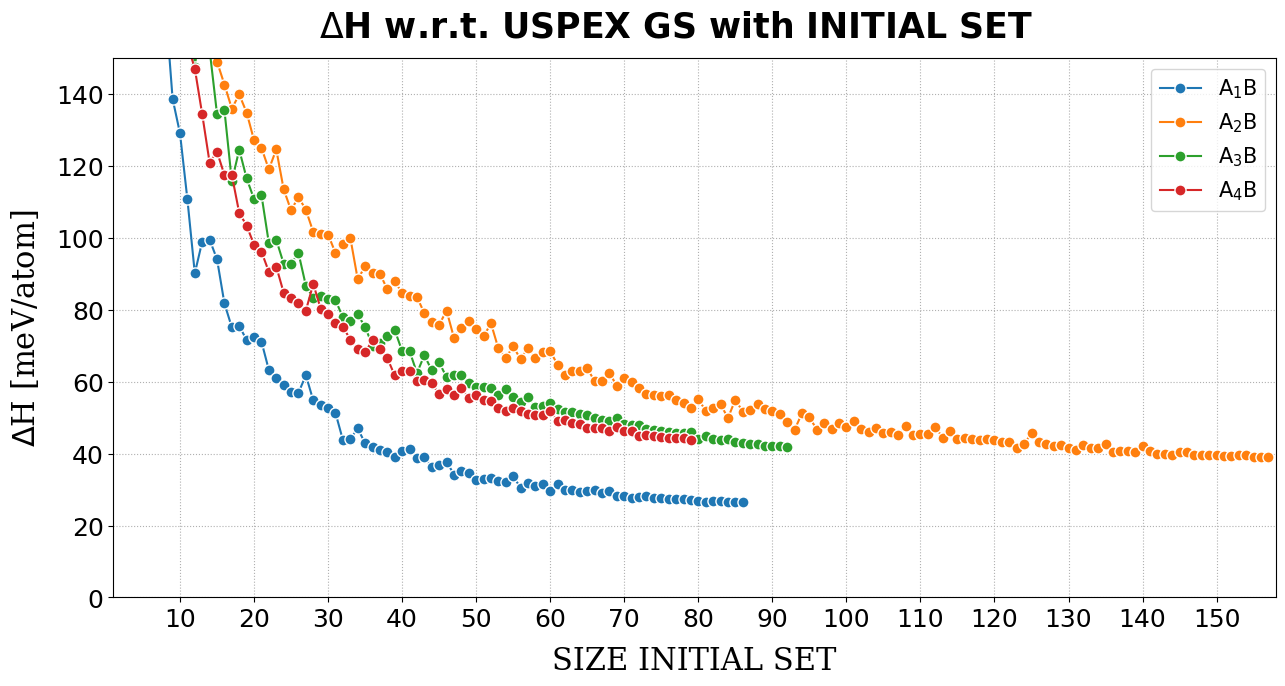 ΔH w.r.t. USPEX GS with INITIAL SET
ΔH [meV/atom]
140
120
100
80
60
40
20
0
A₁B
A₂B
A₃B
A₄B
10 20 30 40 50 60 70 80 90 100 110 120 130 140 150
SIZE INITIAL SET